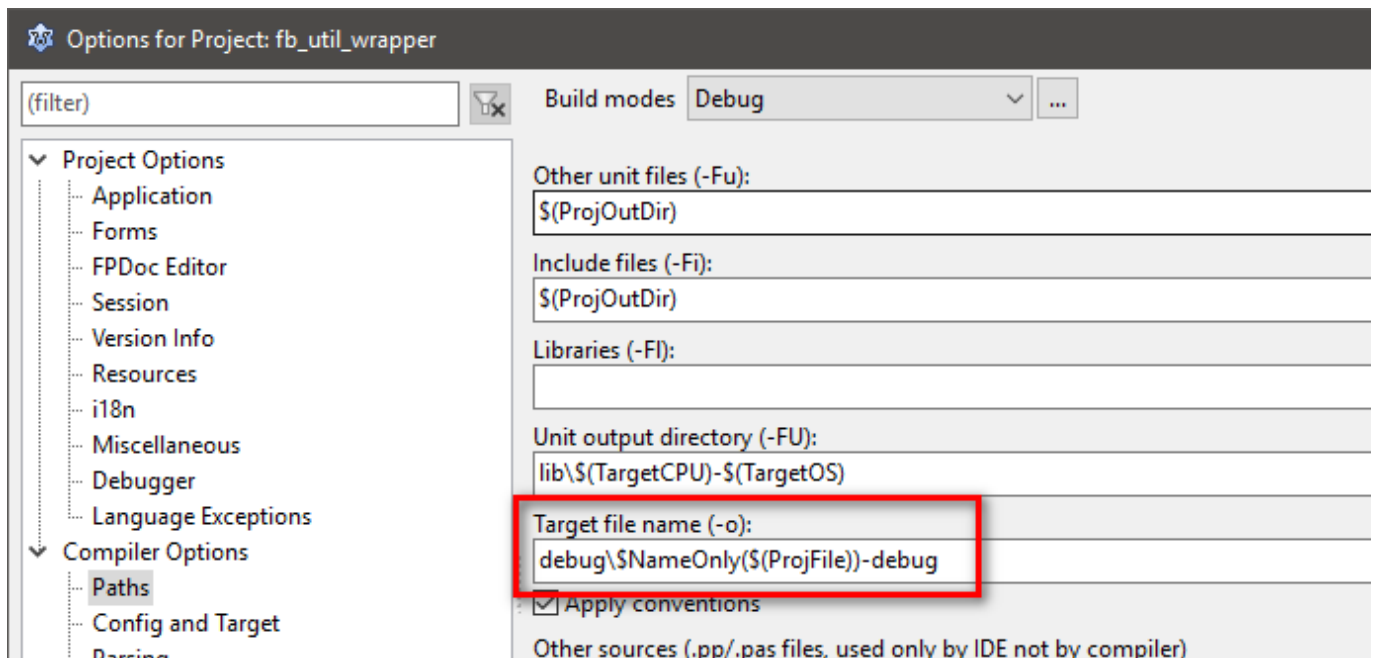 Options for Project: fb_util_wrapper
(filter)
Build modes Debug ...
Project Options
Application
Forms
FPDoc Editor
Session
Version Info
Resources
i18n
Miscellaneous
Debugger
Language Exceptions
Compiler Options
Paths
Config and Target
Parsing
Other unit files (-Fu):
$(ProjOutDir)
Include files (-Fi):
$(ProjOutDir)
Libraries (-Fl):
Unit output directory (-FU):
lib\$(TargetCPU)-$(TargetOS)
Target file name (-o):
debug\$NameOnly($(ProjFile))-debug
Apply conventions
Other sources (.pp/.pas files, used only by IDE not by compiler)